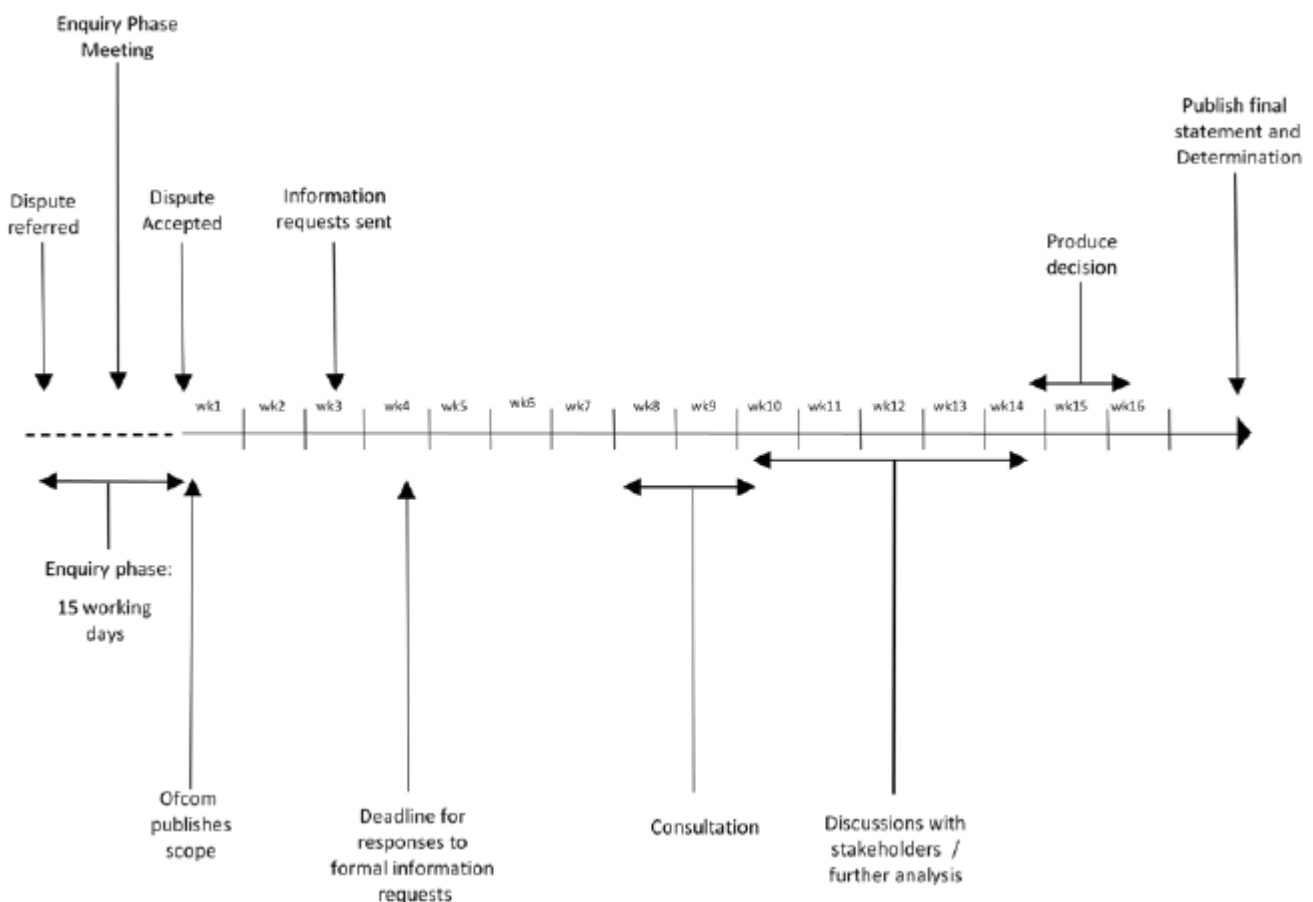 Enquiry Phase
Meeting
Publish final
statement and
Determination
Dispute
referred
Dispute
Accepted
Information
requests sent
Produce
decision
wk1
wk2
wk3
wk4
wk5
wk6
wk7
wk8
wk9
wk10
wk11
wk12
wk13
wk14
wk15
wk16
Enquiry phase:
15 working
days
Ofcom
publishes
scope
Deadline for
responses to
formal information
requests
Consultation
Discussions with
stakeholders /
further analysis